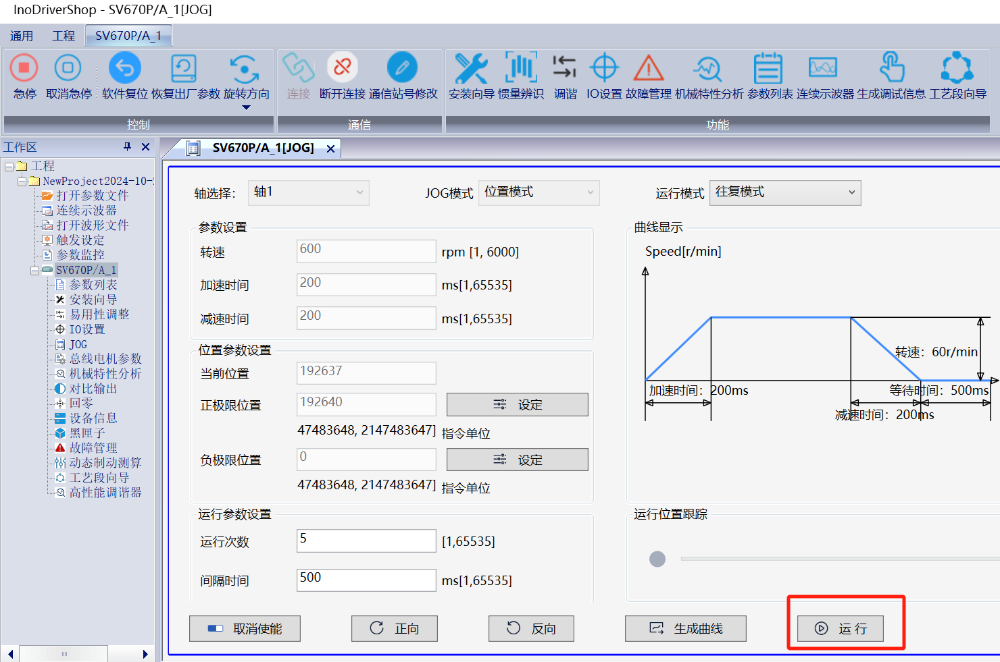 InoDriverShop - SV670P/A_1[JOG]
通用 工程 SV670P/A_1
急停 取消急停 软件复位 恢复出厂参数 旋转方向 连接 断开连接 通信站号修改 安装向导 惯量辨识 调谐 IO设置 故障管理 机械特性分析 参数列表 连续示波器 生成调试信息 工艺段向导
控制 通信 功能
工作区
工程
NewProject2024-10-
打开参数文件
连续示波器
打开波形文件
触发设定
参数监控
SV670P/A_1
参数列表
安装向导
易用性调整
IO设置
JOG
总线电机参数
机械特性分析
对比输出
回零
设备信息
黑匣子
故障管理
动态制动测算
工艺段向导
高性能调谐器
SV670P/A_1[JOG]
轴选择： 轴1 JOG模式 位置模式 运行模式 往复模式
参数设置
转速 600 rpm [1, 6000]
加速时间 200 ms[1,65535]
减速时间 200 ms[1,65535]
位置参数设置
当前位置 192637
正极限位置 192640 设定
47483648, 2147483647] 指令单位
负极限位置 0 设定
47483648, 2147483647] 指令单位
运行参数设置
运行次数 5 [1,65535]
间隔时间 500 ms[1,65535]
曲线显示
Speed[r/min]
转速：60r/min
加速时间：200ms 等待时间：500ms
减速时间：200ms
运行位置跟踪
取消使能 正向 反向 生成曲线 运行